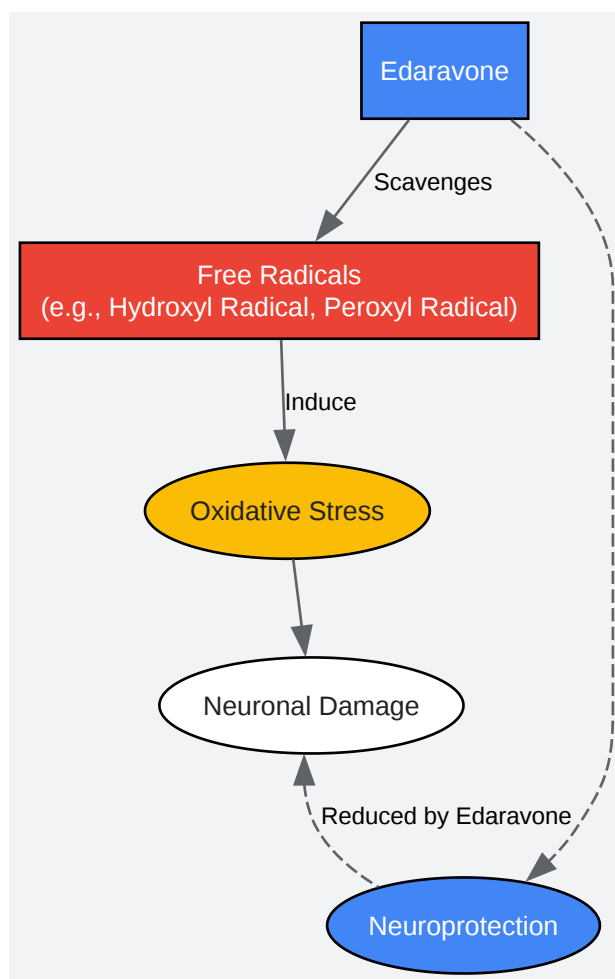 Edaravone
Scavenges
Free Radicals
(e.g., Hydroxyl Radical, Peroxyl Radical)
Induce
Oxidative Stress
Neuronal Damage
Reduced by Edaravone
Neuroprotection